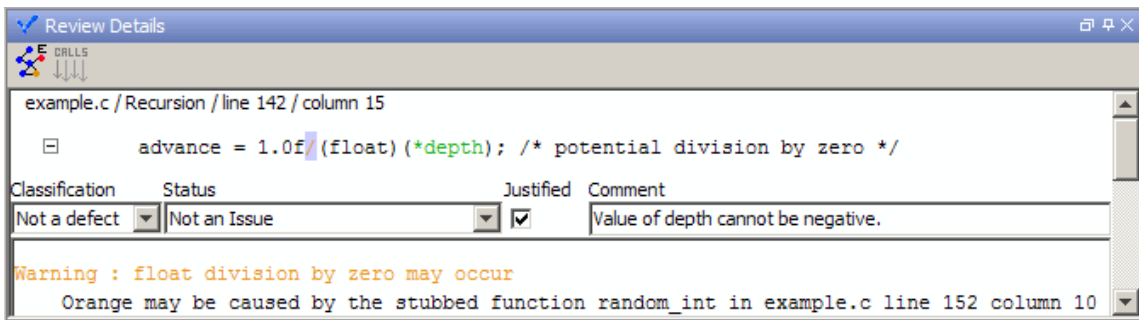 Review Details
E CALLS
example.c / Recursion / line 142 / column 15
advance = 1.0f/(float)(*depth); /* potential division by zero */
Classification Status Justified Comment
Not a defect Not an Issue Value of depth cannot be negative.
Warning : float division by zero may occur
Orange may be caused by the stubbed function random_int in example.c line 152 column 10